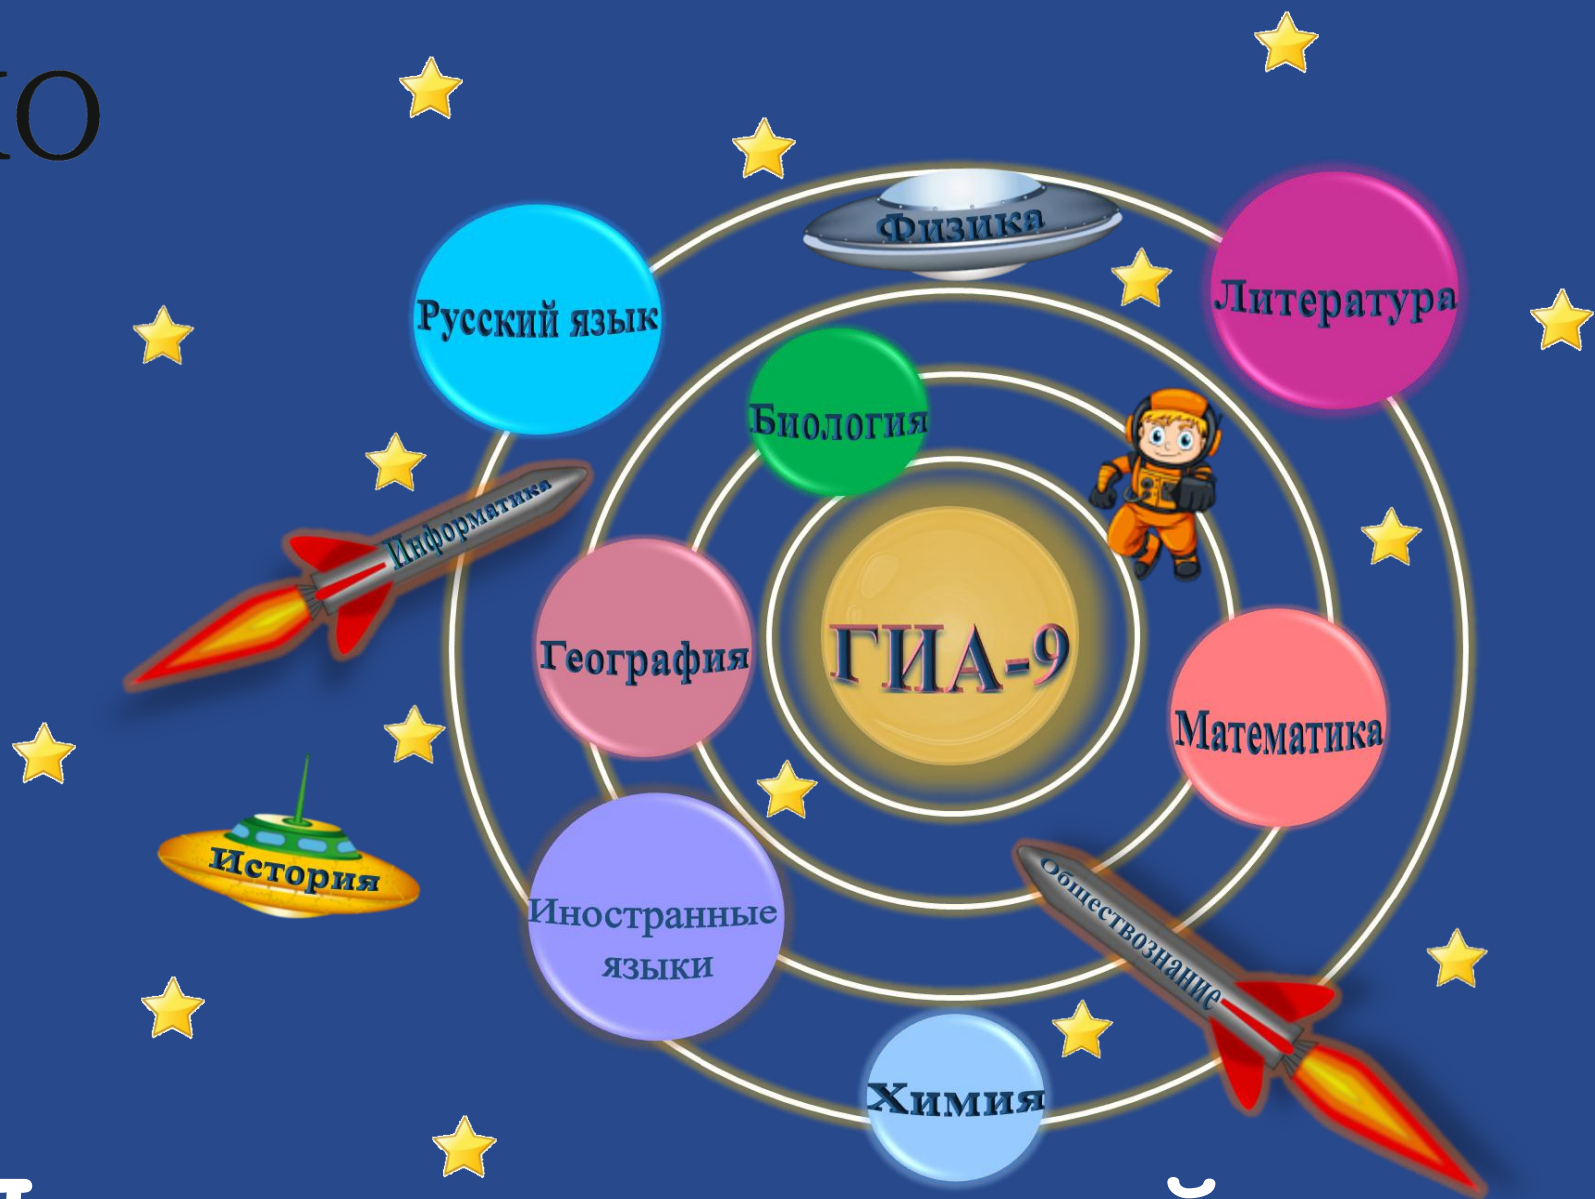 Физика
Литература
Русский язык
Биология
Информатика
География
ГИА-9
Математика
История
Обществознание
Иностранные
языки
Химия